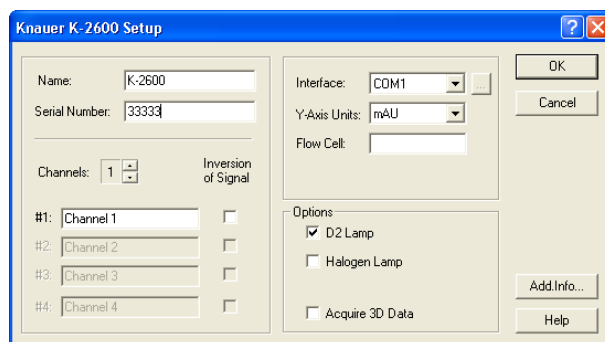 Knauer K-2600 Setup
Name: K-2600
Serial Number: 33333
Channels: 1
Inversion
of Signal
#1: Channel 1
#2: Channel 2
#3: Channel 3
#4: Channel 4
Interface: COM1 ...
Y-Axis Units: mAU
Flow Cell:
Options
D2 Lamp
Halogen Lamp
Acquire 3D Data
OK
Cancel
Add.Info...
Help